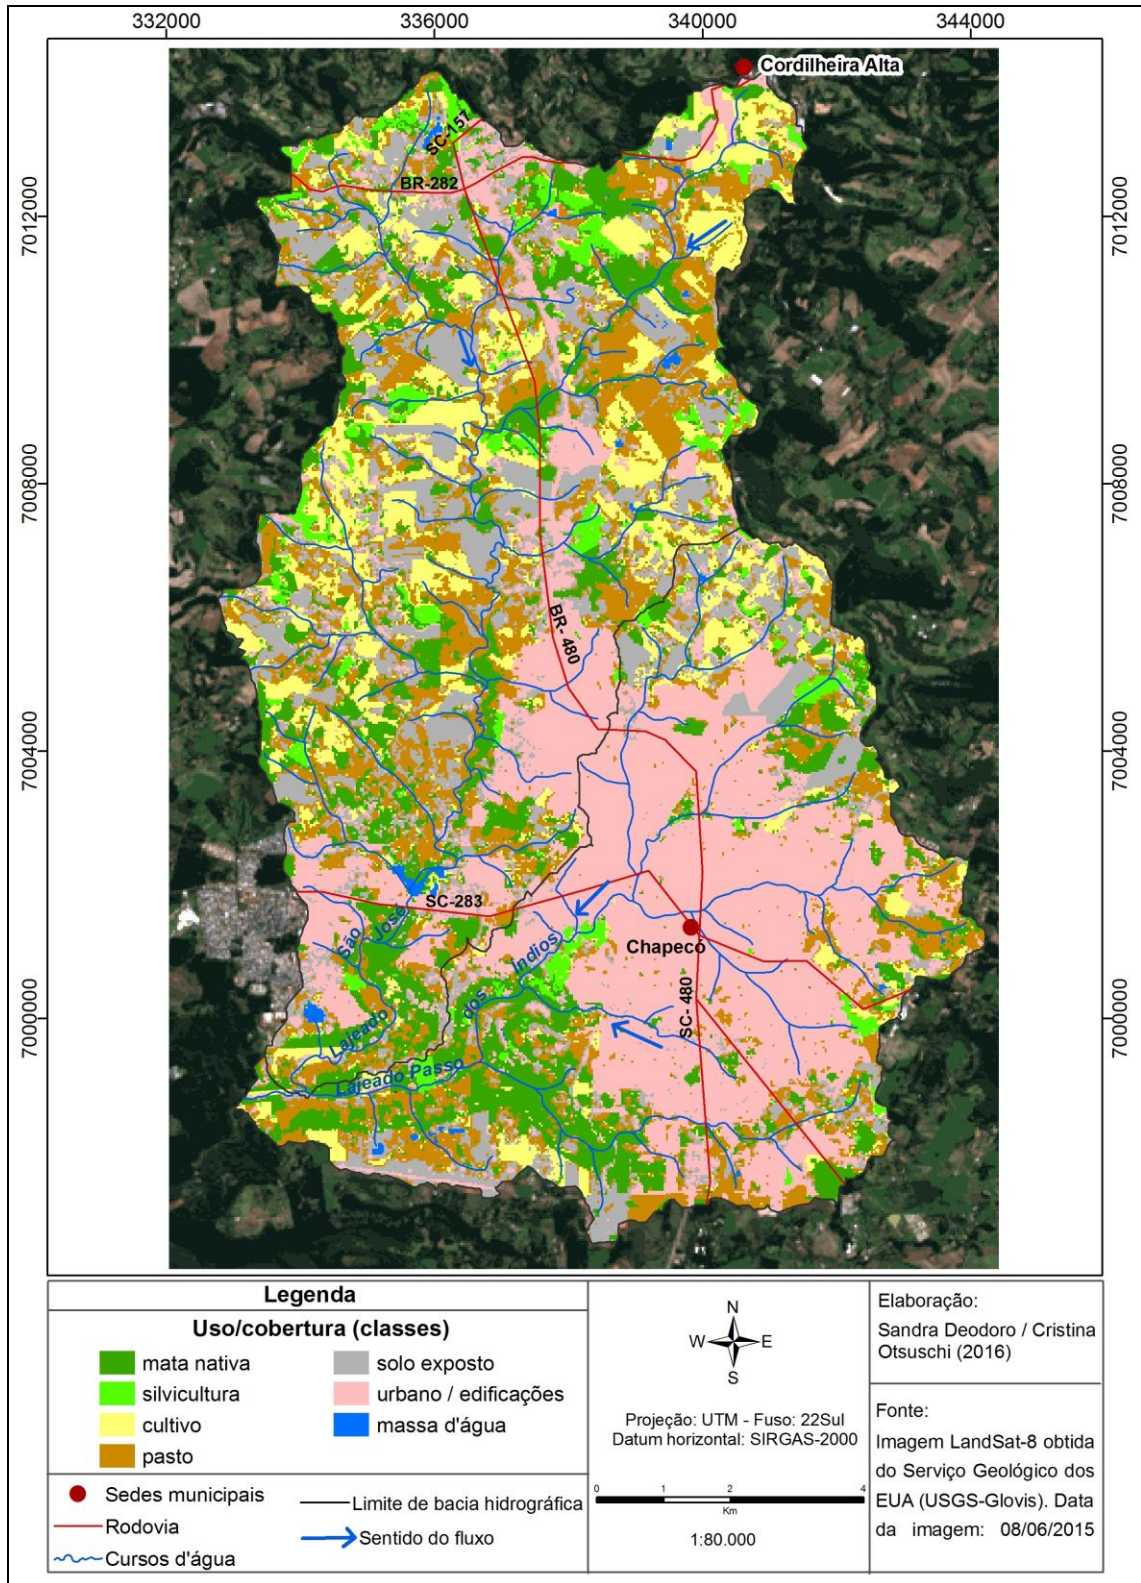 332000
336000
340000
344000
Cordilheira Alta
SC-157
BR-282
7012000
7012000
7008000
7008000
BR- 480
7004000
7004000
SC-283
São
José
Índios
Chapecó
dos
SC- 480
7000000
7000000
Lajeado
Lajeado Passo
Legenda
Uso/cobertura (classes)
mata nativa
solo exposto
silvicultura
urbano / edificações
cultivo
massa d'água
pasto
Sedes municipais
Limite de bacia hidrográfica
Rodovia
Sentido do fluxo
Cursos d'água
N
W
E
S
Projeção: UTM - Fuso: 22Sul
Datum horizontal: SIRGAS-2000
0 1 2 4
Km
1:80.000
Elaboração:
Sandra Deodoro / Cristina
Otsuschi (2016)
Fonte:
Imagem LandSat-8 obtida
do Serviço Geológico dos
EUA (USGS-Glovis). Data
da imagem: 08/06/2015